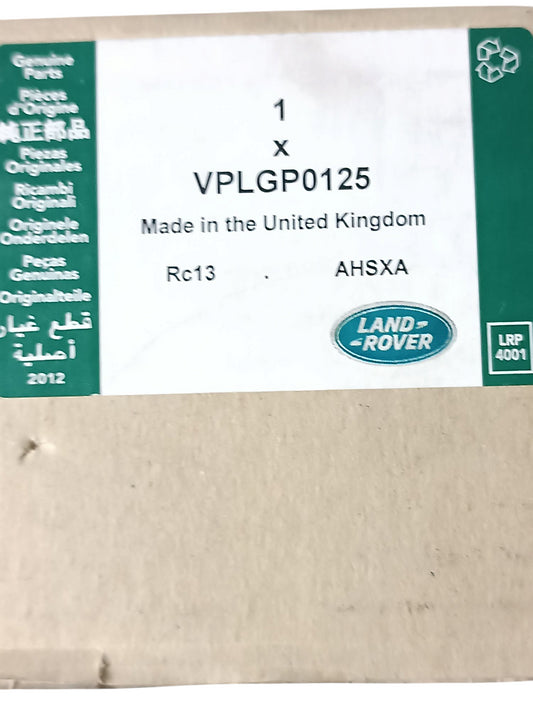 Genuine
Parts
Pièces
d'Origine
純正部品
Piezas
Originales
Ricambi
Originali
Originele
Onderdelen
Peças
Genuinas
Originalteile
قطع غيار
أصلية
2012
1
x
VPLGP0125
Made in the United Kingdom
Rc13 . AHSXA
LAND
ROVER
LRP
4001